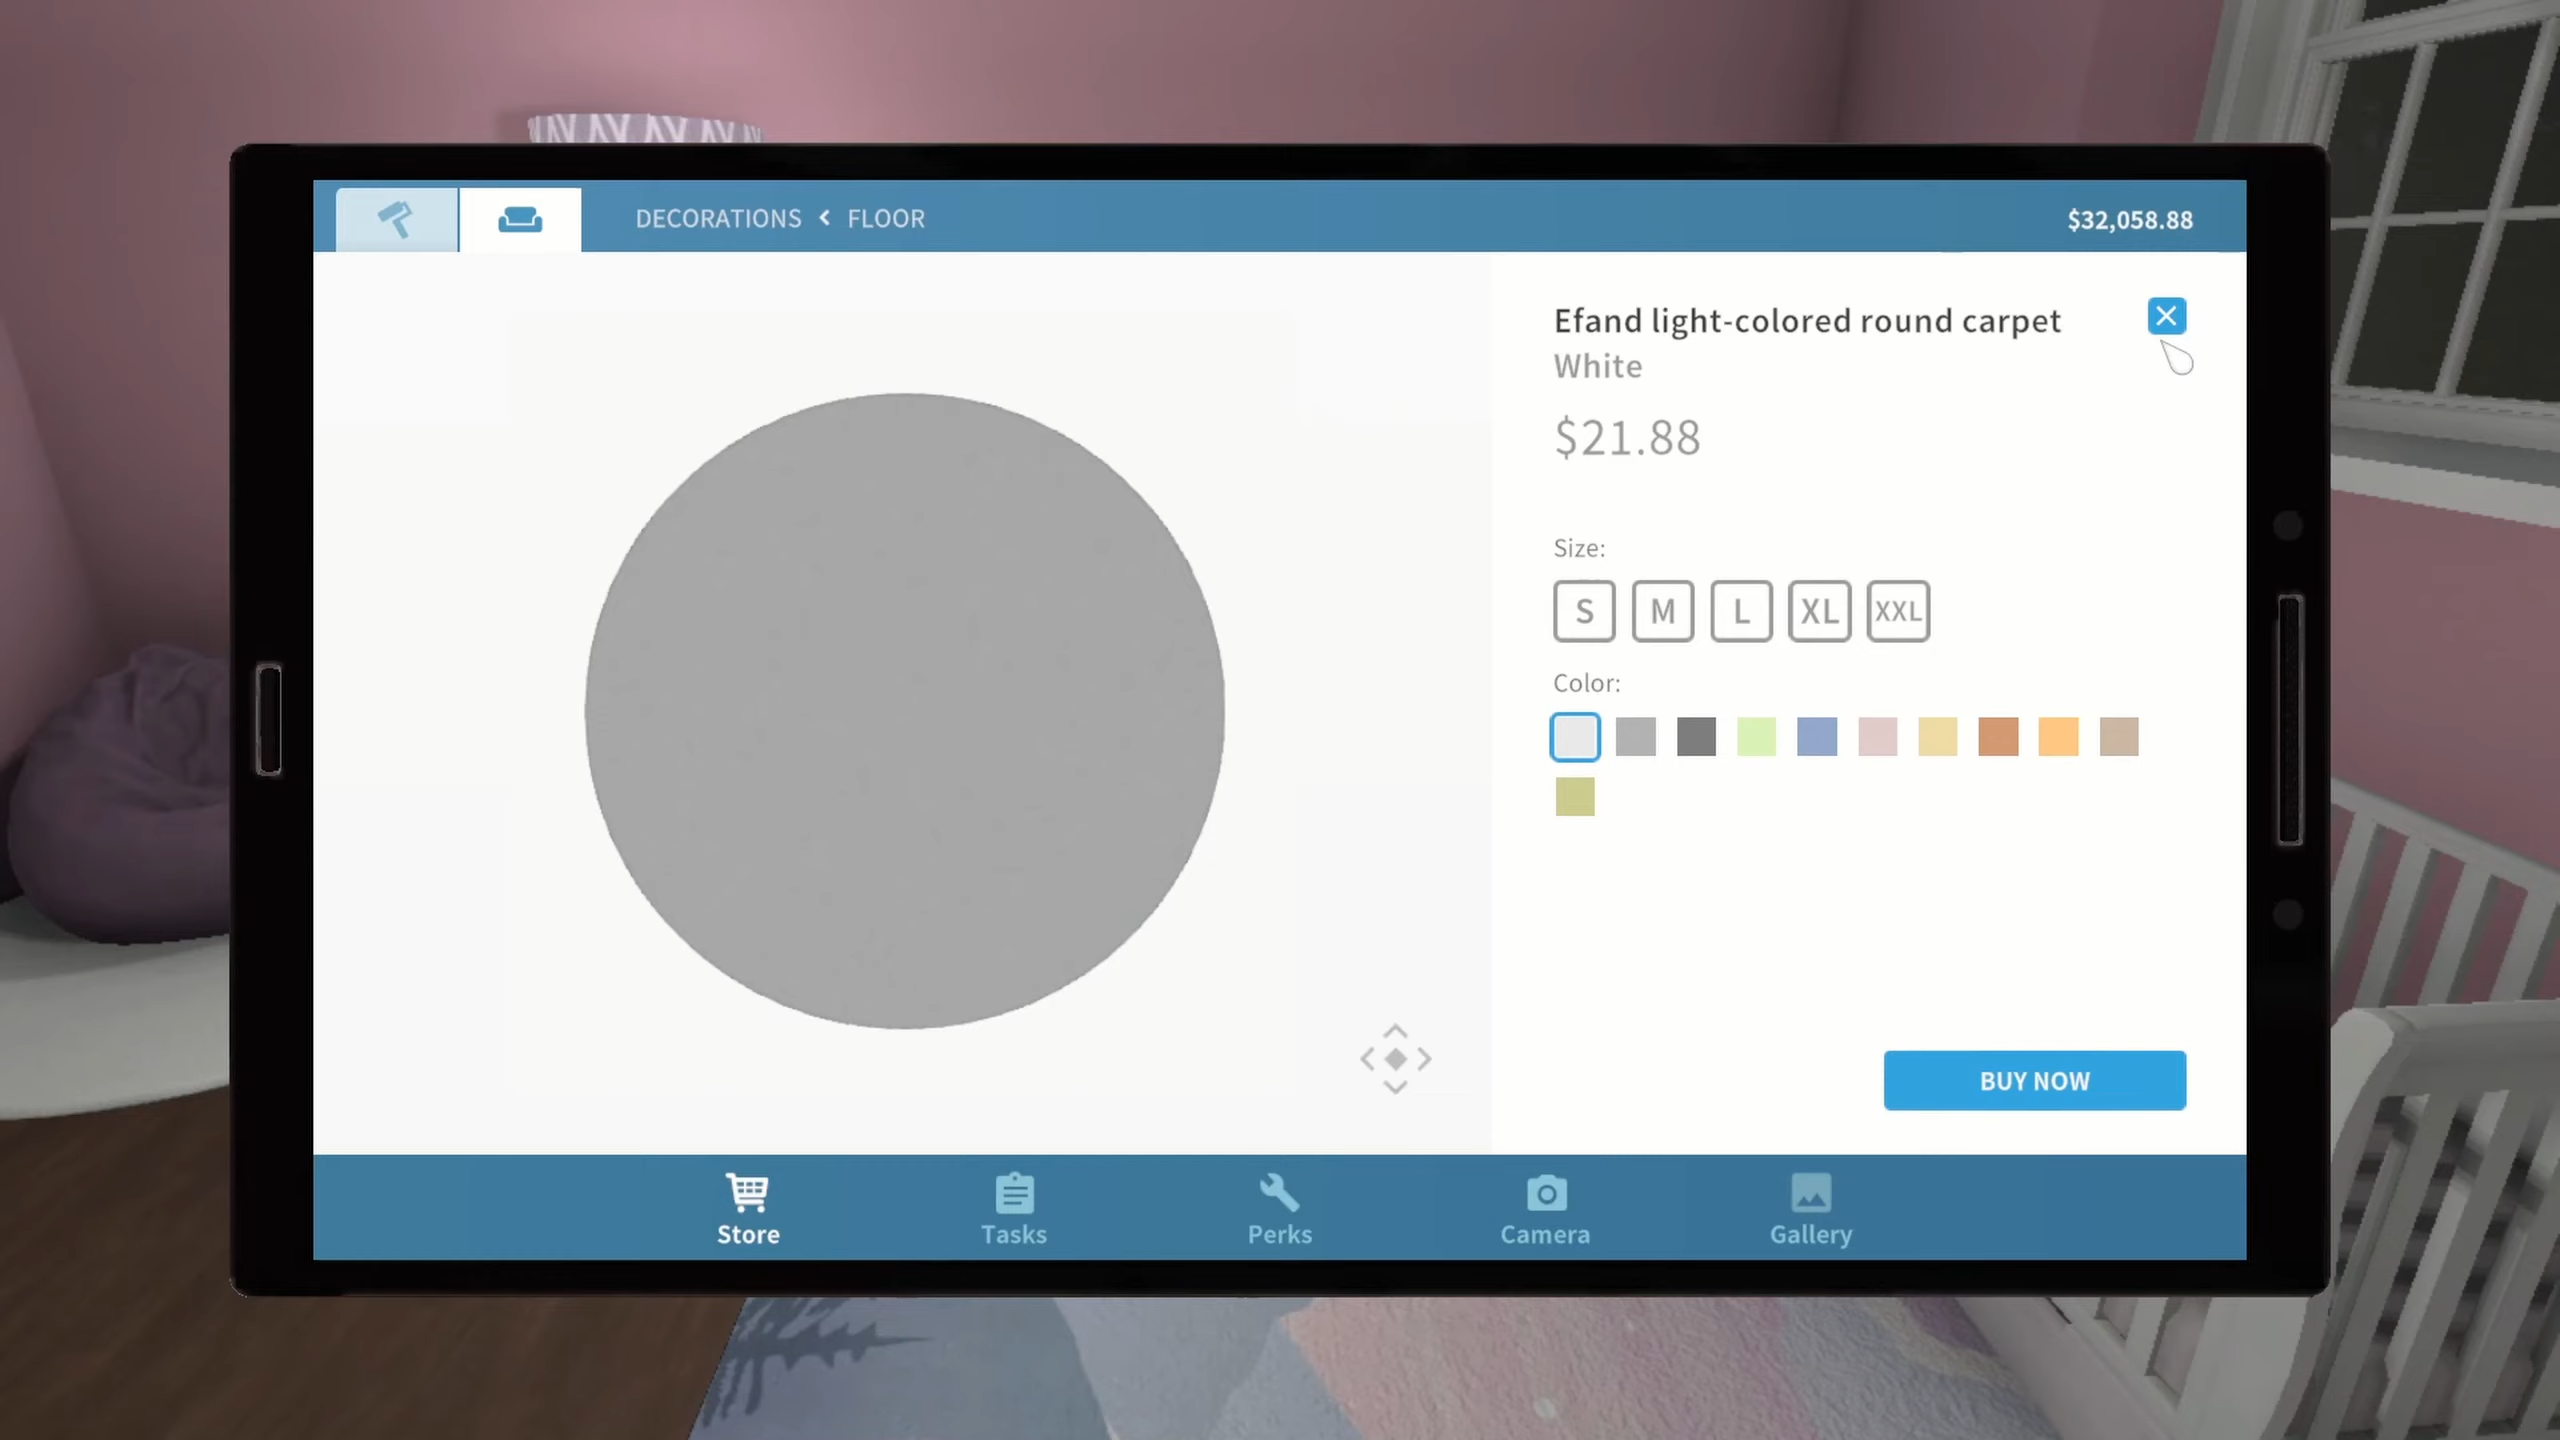 DECORATIONS < FLOOR
$32,058.88
Efand light-colored round carpet
White
$21.88
Size:
S M L XL XXL
Color:
BUY NOW
Store Tasks Perks Camera Gallery